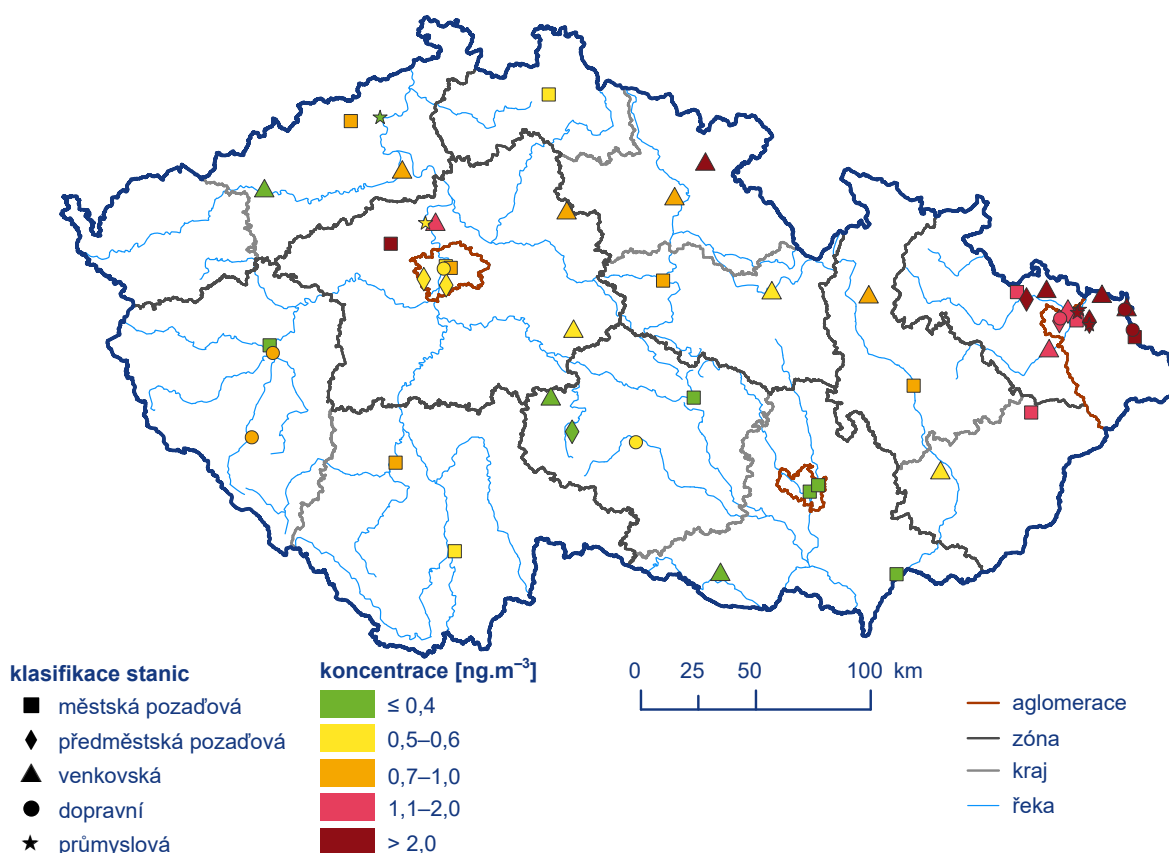 klasifikace stanic
městská pozaďová
předměstská pozaďová
venkovská
dopravní
průmyslová
koncentrace [ng.m⁻³]
≤ 0,4
0,5–0,6
0,7–1,0
1,1–2,0
> 2,0
0 25 50 100 km
aglomerace
zóna
kraj
řeka